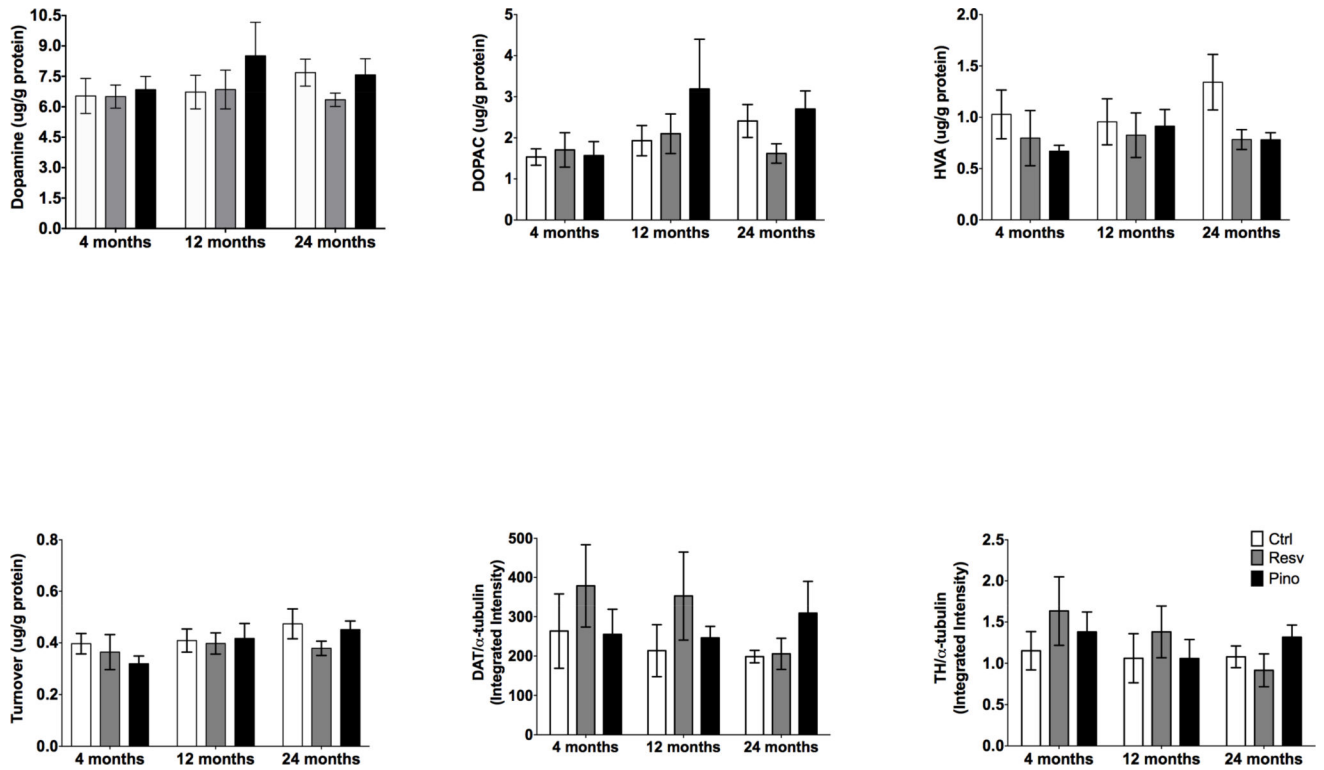 Dopamine (ug/g protein)
10.5
9.0
7.5
6.0
4.5
3.0
1.5
0.0
4 months 12 months 24 months
DOPAC (ug/g protein)
5
4
3
2
1
0
4 months 12 months 24 months
HVA (ug/g protein)
2.0
1.5
1.0
0.5
0.0
4 months 12 months 24 months
Turnover (ug/g protein)
0.8
0.6
0.4
0.2
0.0
4 months 12 months 24 months
DAT/α-tubulin
(Integrated Intensity)
500
400
300
200
100
0
4 months 12 months 24 months
TH/α-tubulin
(Integrated Intensity)
2.5
2.0
1.5
1.0
0.5
0.0
4 months 12 months 24 months
Ctrl
Resv
Pino